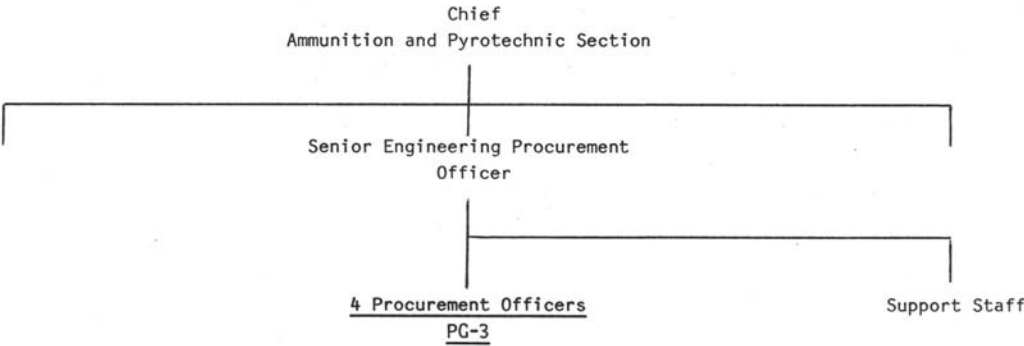 Chief
Ammunition and Pyrotechnic Section
Senior Engineering Procurement
Officer
4 Procurement Officers
Support Staff
PG-3